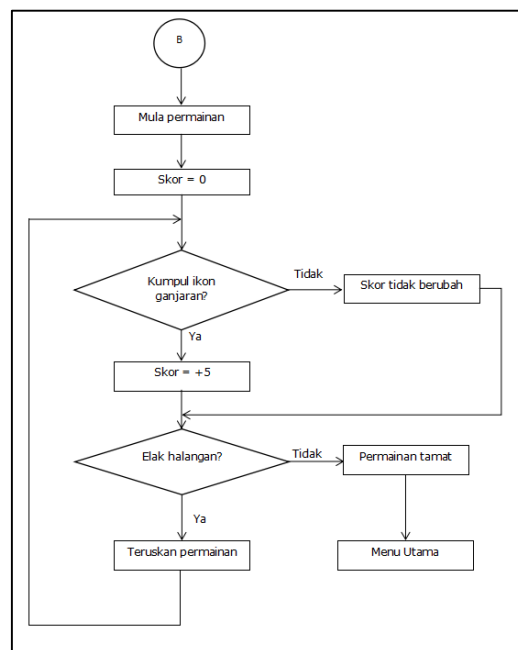 B
Mula permainan
Skor = 0
Kumpul ikon
ganjaran?
Tidak
Skor tidak berubah
Ya
Skor = +5
Elak halangan?
Tidak
Permainan tamat
Ya
Teruskan permainan
Menu Utama